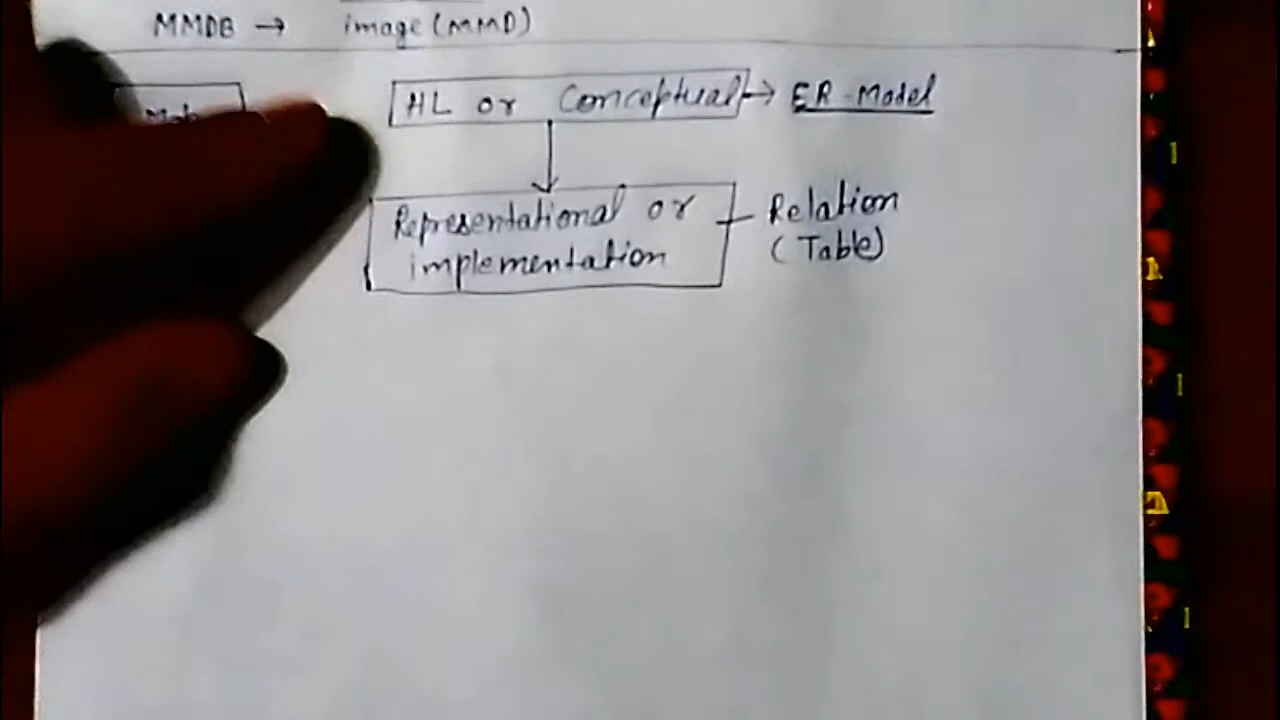 MMDB → image (MMD)
HL or Conceptual → ER-Model
Representational or
implementation
Relation
(Table)